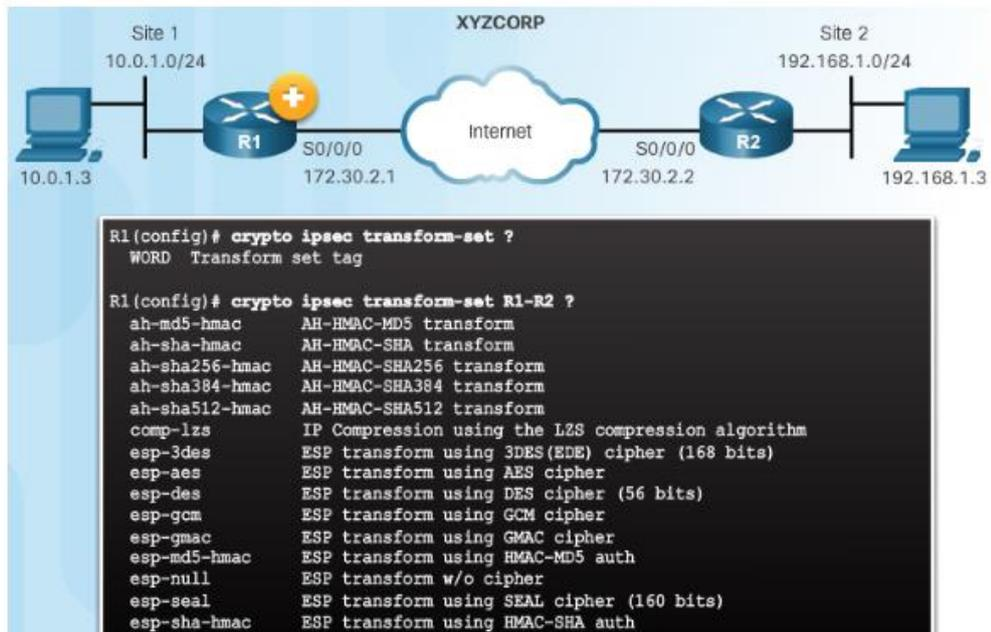 XYZCORP
Site 1
10.0.1.0/24
Site 2
192.168.1.0/24
R1
Internet
R2
S0/0/0
172.30.2.1
S0/0/0
172.30.2.2
10.0.1.3
192.168.1.3
R1(config)# crypto ipsec transform-set ?
WORD Transform set tag
R1(config)# crypto ipsec transform-set R1-R2 ?
ah-md5-hmac AH-HMAC-MD5 transform
ah-sha-hmac AH-HMAC-SHA transform
ah-sha256-hmac AH-HMAC-SHA256 transform
ah-sha384-hmac AH-HMAC-SHA384 transform
ah-sha512-hmac AH-HMAC-SHA512 transform
comp-lzs IP Compression using the LZS compression algorithm
esp-3des ESP transform using 3DES(EDE) cipher (168 bits)
esp-aes ESP transform using AES cipher
esp-des ESP transform using DES cipher (56 bits)
esp-gcm ESP transform using GCM cipher
esp-gmac ESP transform using GMAC cipher
esp-md5-hmac ESP transform using HMAC-MD5 auth
esp-null ESP transform w/o cipher
esp-seal ESP transform using SEAL cipher (160 bits)
esp-sha-hmac ESP transform using HMAC-SHA auth